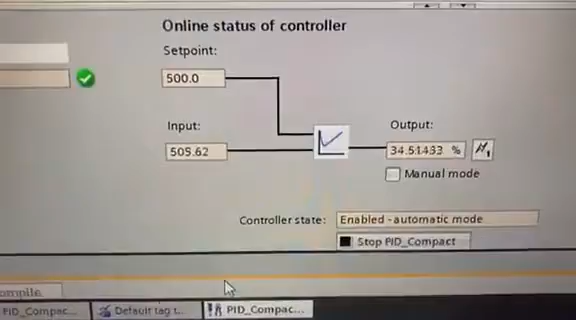 Online status of controller
Setpoint:
500.0
Input:
505.62
Output:
34.51433 %
Manual mode
Controller state:
Enabled - automatic mode
Stop PID_Compact
ompile
PID_Compac...
Default tag t...
PID_Compac...